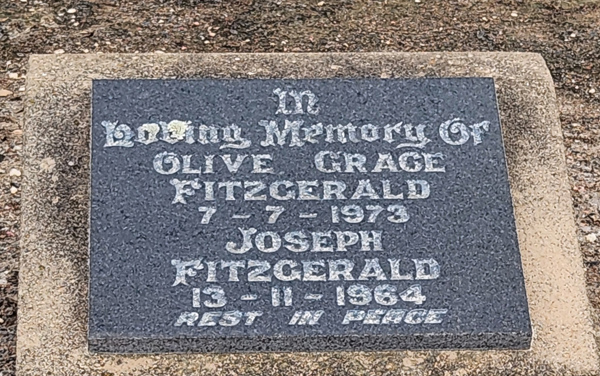 In
Loving Memory Of
OLIVE GRACE
FITZGERALD
7-7-1973
JOSEPH
FITZGERALD
13-11-1964
REST IN PEACE